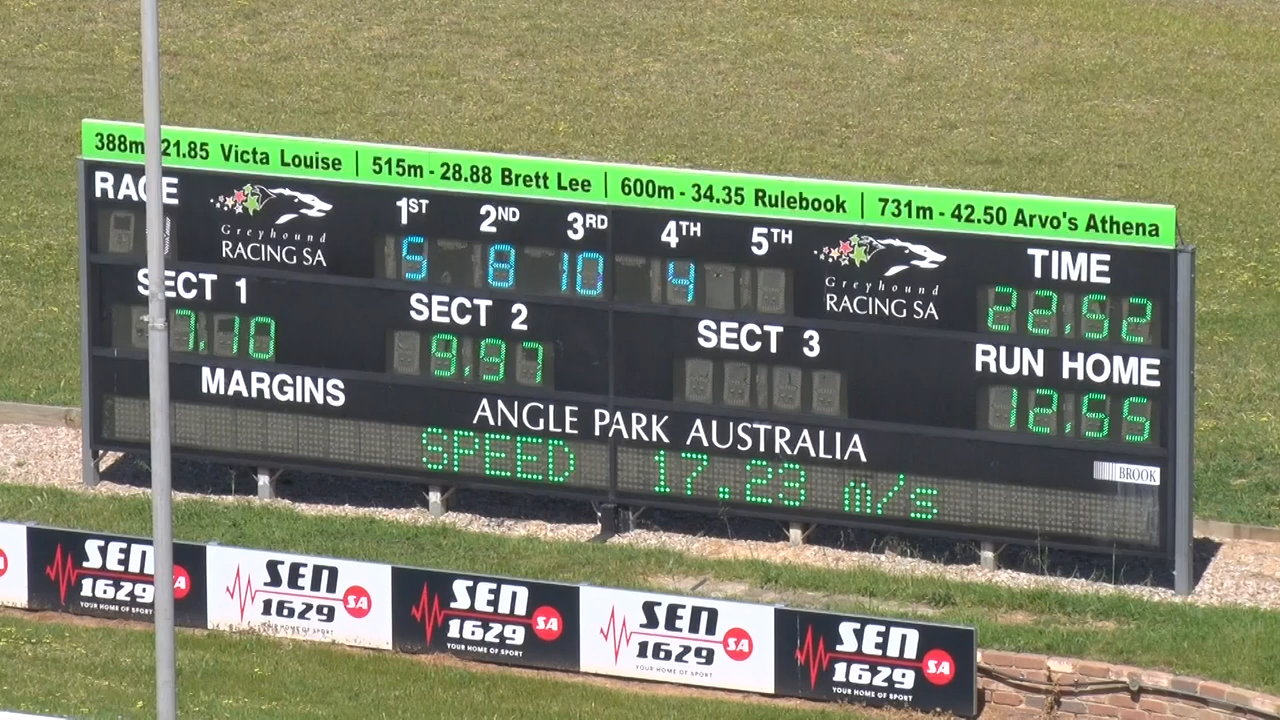 388m - 21.85 Victa Louise | 515m - 28.88 Brett Lee | 600m - 34.35 Rulebook | 731m - 42.50 Arvo's Athena
RACE
Greyhound
RACING SA
1ST 2ND 3RD 4TH 5TH
5 8 10 4
Greyhound
RACING SA
TIME
22.52
SECT 1
7.10
SECT 2
9.97
SECT 3
RUN HOME
12.55
MARGINS
ANGLE PARK AUSTRALIA
SPEED 17.23 m/s
BROOK
SEN
1629 SA
YOUR HOME OF SPORT
SEN
1629 SA
YOUR HOME OF SPORT
SEN
1629 SA
YOUR HOME OF SPORT
SEN
1629 SA
YOUR HOME OF SPORT
SEN
1629 SA
YOUR HOME OF SPORT